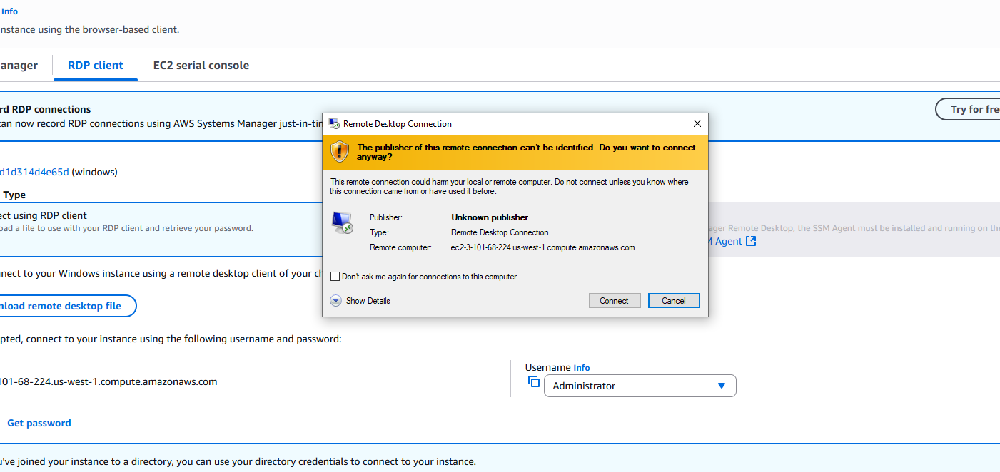 Info
nstance using the browser-based client.
anager
RDP client
EC2 serial console
rd RDP connections
can now record RDP connections using AWS Systems Manager just-in-tin
Try for fre
Remote Desktop Connection
The publisher of this remote connection can't be identified. Do you want to connect
anyway?
This remote connection could harm your local or remote computer. Do not connect unless you know where
this connection came from or have used it before.
Publisher: Unknown publisher
Type: Remote Desktop Connection
Remote computer: ec2-3-101-68-224.us-west-1.compute.amazonaws.com
Don't ask me again for connections to this computer
Show Details
Connect
Cancel
d1d314d4e65d (windows)
Type
ect using RDP client
oad a file to use with your RDP client and retrieve your password.
ager Remote Desktop, the SSM Agent must be installed and running on the
M Agent
nnect to your Windows instance using a remote desktop client of your ch
nload remote desktop file
pted, connect to your instance using the following username and password:
101-68-224.us-west-1.compute.amazonaws.com
Username Info
Administrator
Get password
u've joined your instance to a directory, you can use your directory credentials to connect to your instance.